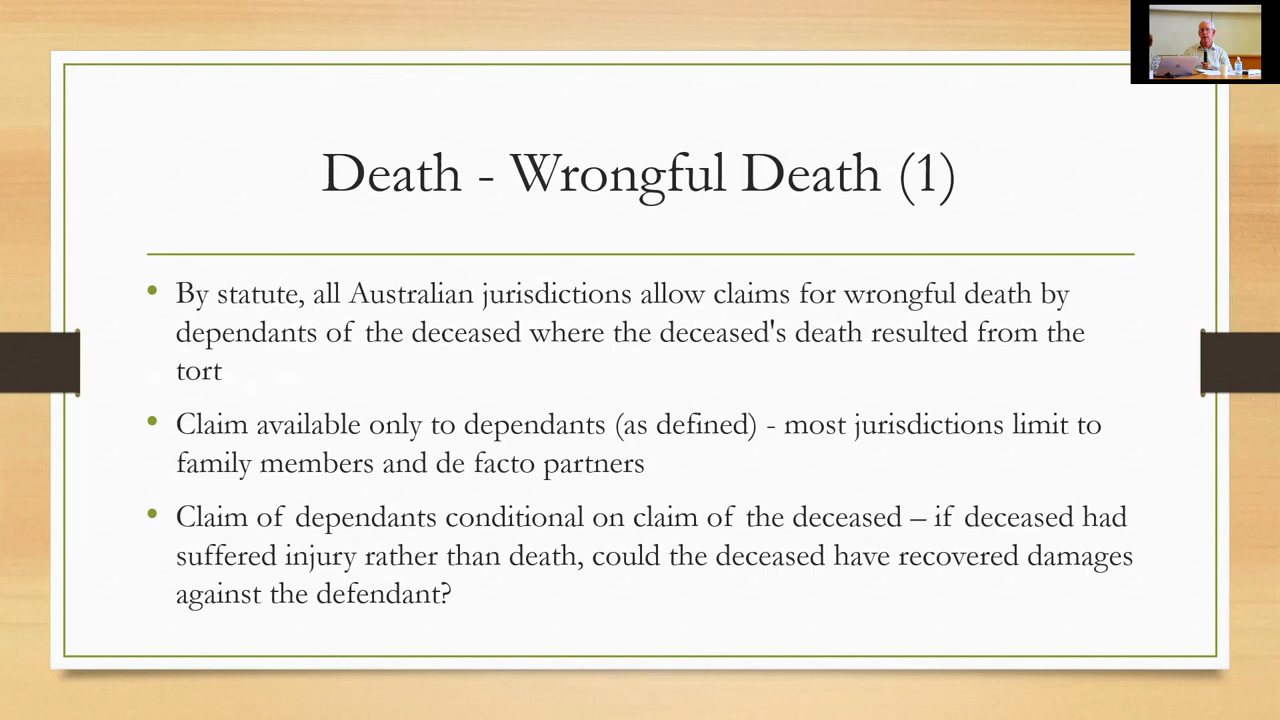 Death - Wrongful Death (1)
• By statute, all Australian jurisdictions allow claims for wrongful death by
dependants of the deceased where the deceased's death resulted from the
tort
• Claim available only to dependants (as defined) - most jurisdictions limit to
family members and de facto partners
• Claim of dependants conditional on claim of the deceased – if deceased had
suffered injury rather than death, could the deceased have recovered damages
against the defendant?